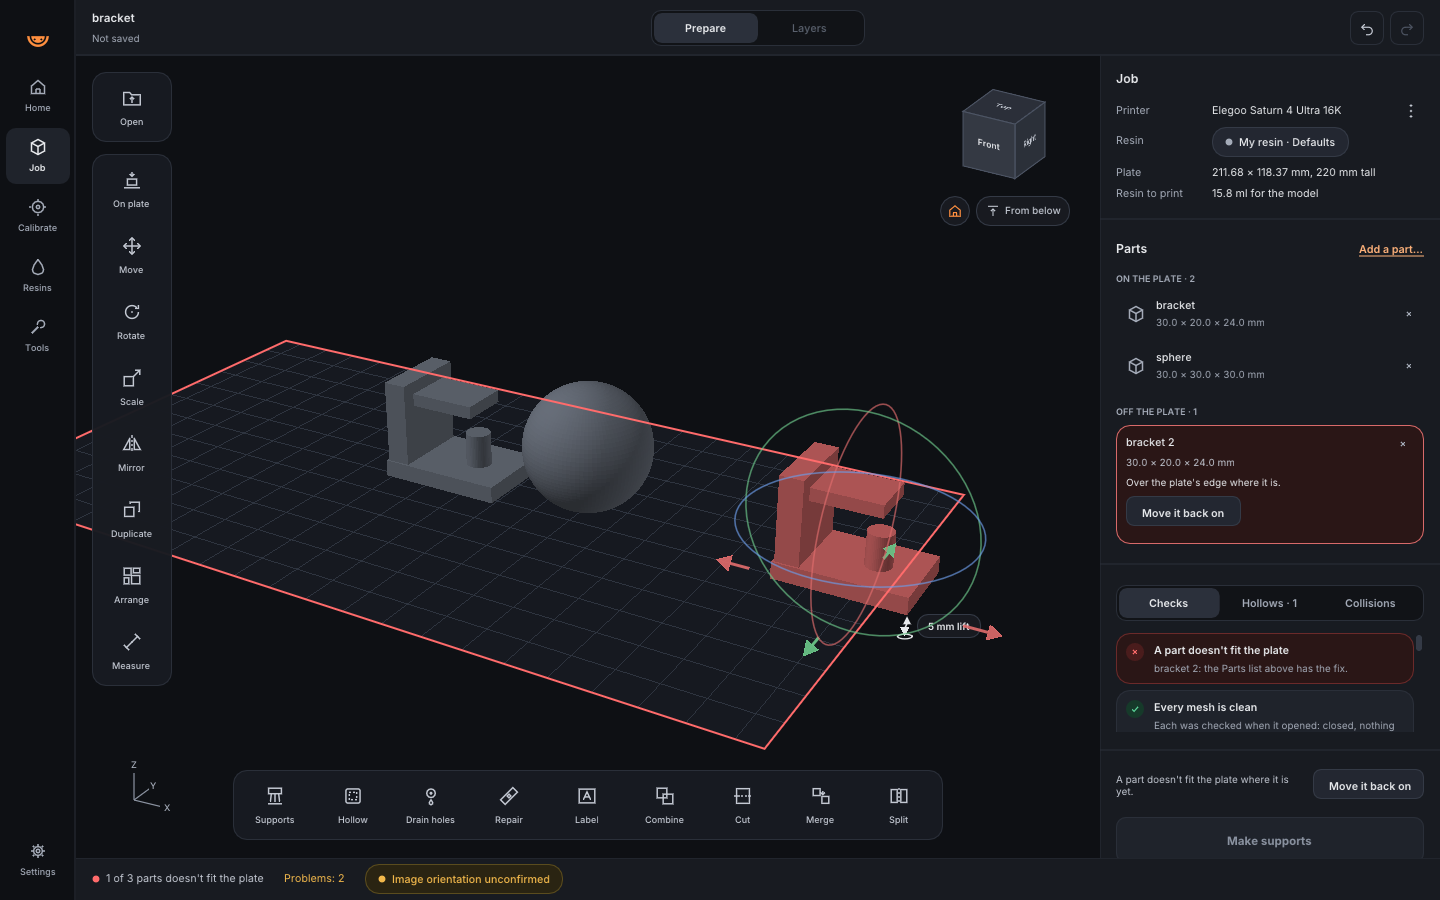 bracket
Not saved
Prepare
Layers
Home
Job
Calibrate
Resins
Tools
Settings
Open
On plate
Move
Rotate
Scale
Mirror
Duplicate
Arrange
Measure
Top
Front
Right
From below
5 mm lift
Z
Y
X
Supports
Hollow
Drain holes
Repair
Label
Combine
Cut
Merge
Split
Job
Printer
Elegoo Saturn 4 Ultra 16K
Resin
My resin · Defaults
Plate
211.68 × 118.37 mm, 220 mm tall
Resin to print
15.8 ml for the model
Parts
Add a part...
ON THE PLATE · 2
bracket
30.0 × 20.0 × 24.0 mm
sphere
30.0 × 30.0 × 30.0 mm
OFF THE PLATE · 1
bracket 2
30.0 × 20.0 × 24.0 mm
Over the plate's edge where it is.
Move it back on
Checks
Hollows · 1
Collisions
A part doesn't fit the plate
bracket 2: the Parts list above has the fix.
Every mesh is clean
Each was checked when it opened: closed, nothing
A part doesn't fit the plate where it is
yet.
Move it back on
Make supports
1 of 3 parts doesn't fit the plate
Problems: 2
Image orientation unconfirmed